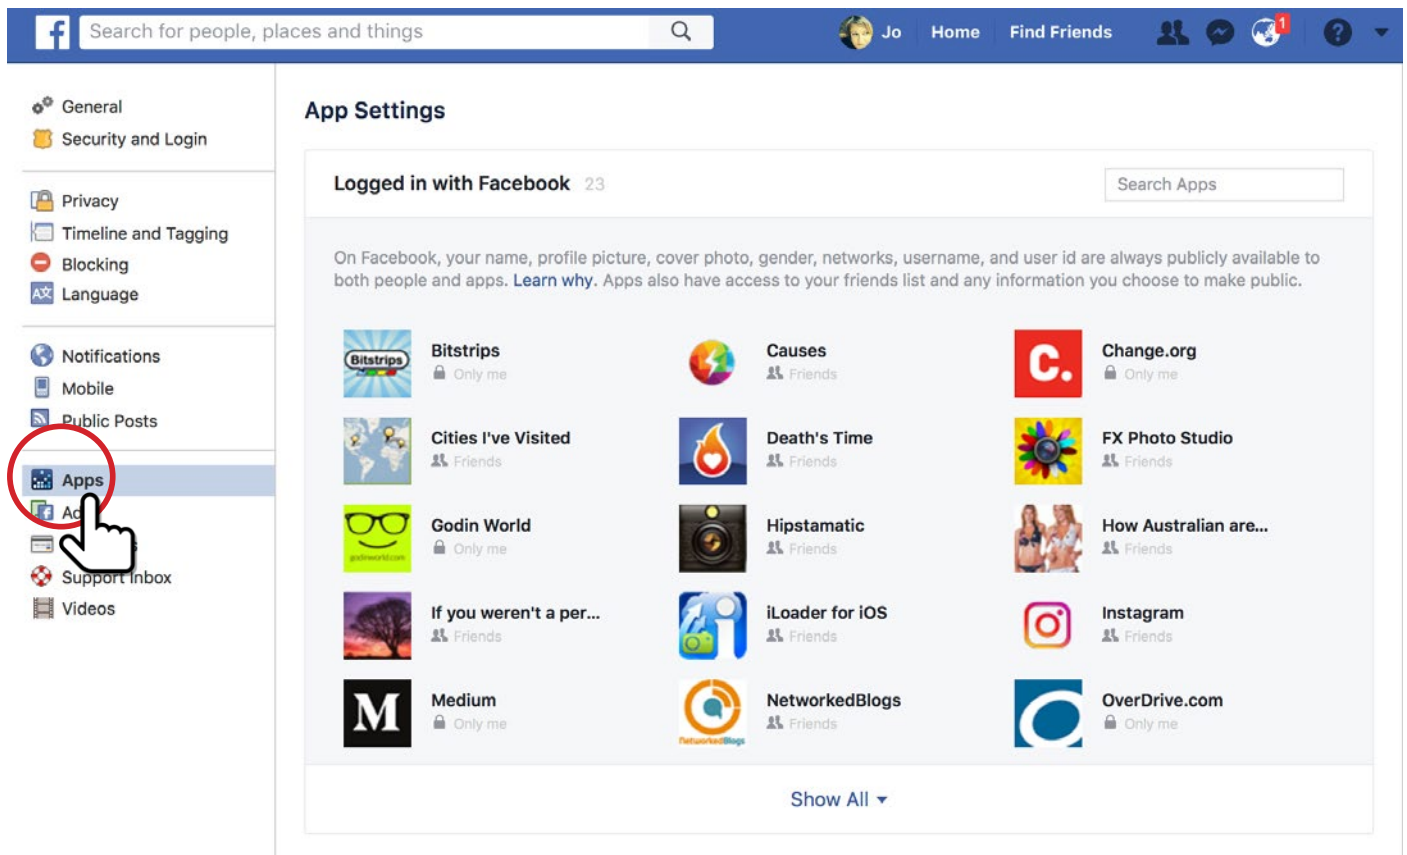 f
Search for people, places and things
Jo
Home
Find Friends
1
?
General
Security and Login
Privacy
Timeline and Tagging
Blocking
Language
Notifications
Mobile
Public Posts
Apps
Support Inbox
Videos
App Settings
Logged in with Facebook 23
Search Apps
On Facebook, your name, profile picture, cover photo, gender, networks, username, and user id are always publicly available to
both people and apps. Learn why. Apps also have access to your friends list and any information you choose to make public.
Bitstrips
Bitstrips
Only me
Causes
Friends
C.
Change.org
Only me
Cities I've Visited
Friends
Death's Time
Friends
FX Photo Studio
Friends
godinworld.com
Godin World
Only me
Hipstamatic
Friends
How Australian are...
Friends
If you weren't a per...
Friends
i
iLoader for iOS
Friends
Instagram
Friends
M
Medium
Only me
NetworkedBlogs
NetworkedBlogs
Friends
O
OverDrive.com
Only me
Show All